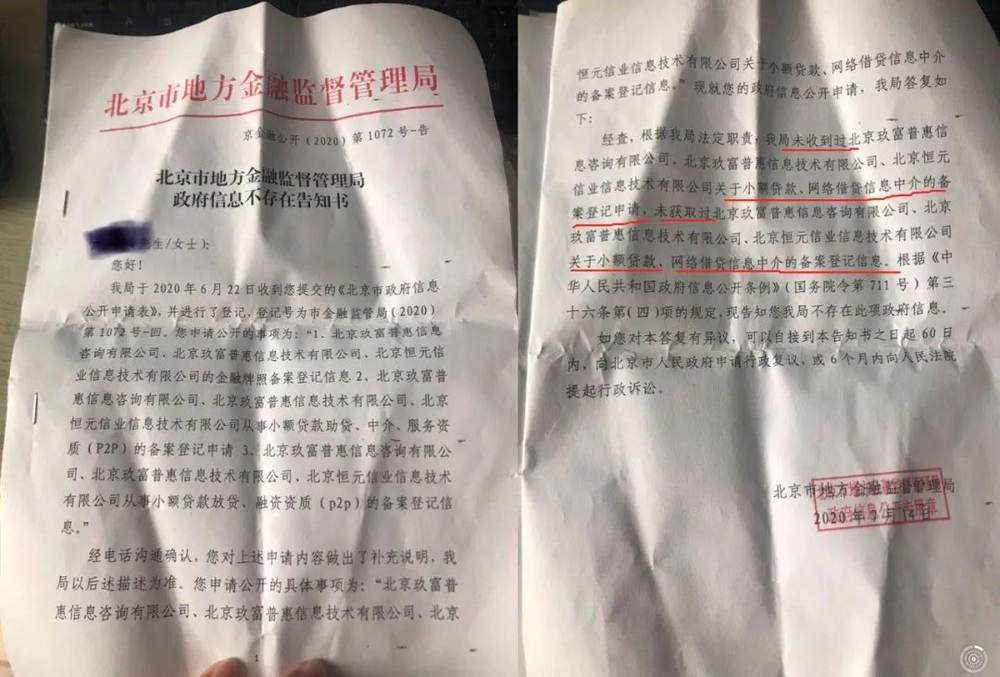 北京市地方金融监督管理局
京金融公开(2020)第1072号-告
北京市地方金融监督管理局
政府信息不存在告知书
生/女士):
您好!
我局于2020年6月22日收到您提交的《北京市政府信息
公开申请表》,并进行了登记,登记号为市金融监管局(2020)
第1072号-回。您申请公开的事项为:"1、北京玖富普惠信息
咨询有限公司、北京玖富普惠信息技术有限公司、北京恒元信
业信息技术有限公司的金融牌照备案登记信息2、北京玖富普
惠信息咨询有限公司、北京玖富普惠信息技术有限公司、北京
恒元信业信息技术有限公司从事小额贷款助贷、中介、服务资
质(P2P)的备案登记申请 3、北京玖富普惠信息咨询有限公
司、北京玖富普惠信息技术有限公司、北京恒元信业信息技术
有限公司从事小额贷款放贷、融资资质(p2p)的备案登记信
息。"
经电话沟通确认,您对上述申请内容做出了补充说明,我
局以后述描述为准。您申请公开的具体事项为:"北京玖富普
惠信息咨询有限公司、北京玖富普惠信息技术有限公司、北京
1
恒元信业信息技术有限公司关于小额贷款、网络借贷信息中介
的备案登记信息。"现就您的政府信息公开申请,我局答复如
下:
经查,根据我局法定职责,我局未收到过北京玖富普惠信
息咨询有限公司、北京玖富普惠信息技术有限公司、北京恒元
信业信息技术有限公司关于小额贷款、网络借贷信息中介的备
案登记申请,未获取过北京玖富普惠信息咨询有限公司、北京
玖富普惠信息技术有限公司、北京恒元信业信息技术有限公司
关于小额贷款、网络借贷信息中介的备案登记信息。根据《中
华人民共和国政府信息公开条例》(国务院令第711号)第三
十六条第(四)项的规定,现告知您我局不存在此项政府信息。
如您对本答复有异议,可以自接到本告知书之日起60日
内,向北京市人民政府申请行政复议,或6个月内向人民法院
提起行政诉讼。
北京市地方金融监督管理局
2020年7月14日